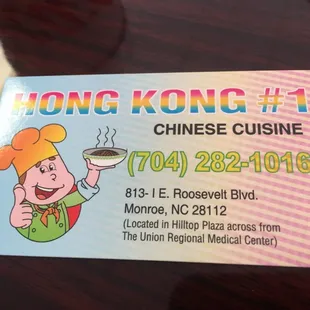 HONG KONG #1
CHINESE CUISINE
(704) 282-1016
813- I E. Roosevelt Blvd.
Monroe, NC 28112
(Located in Hilltop Plaza across from
The Union Regional Medical Center)